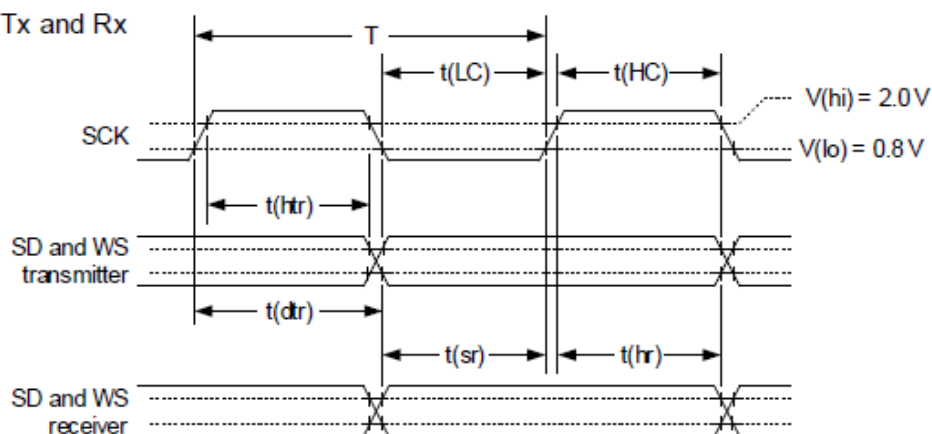 Tx and Rx
T
t(LC)
t(HC)
V(hi) = 2.0 V
SCK
V(lo) = 0.8 V
t(htr)
SD and WS
transmitter
t(dtr)
t(sr)
t(hr)
SD and WS
receiver